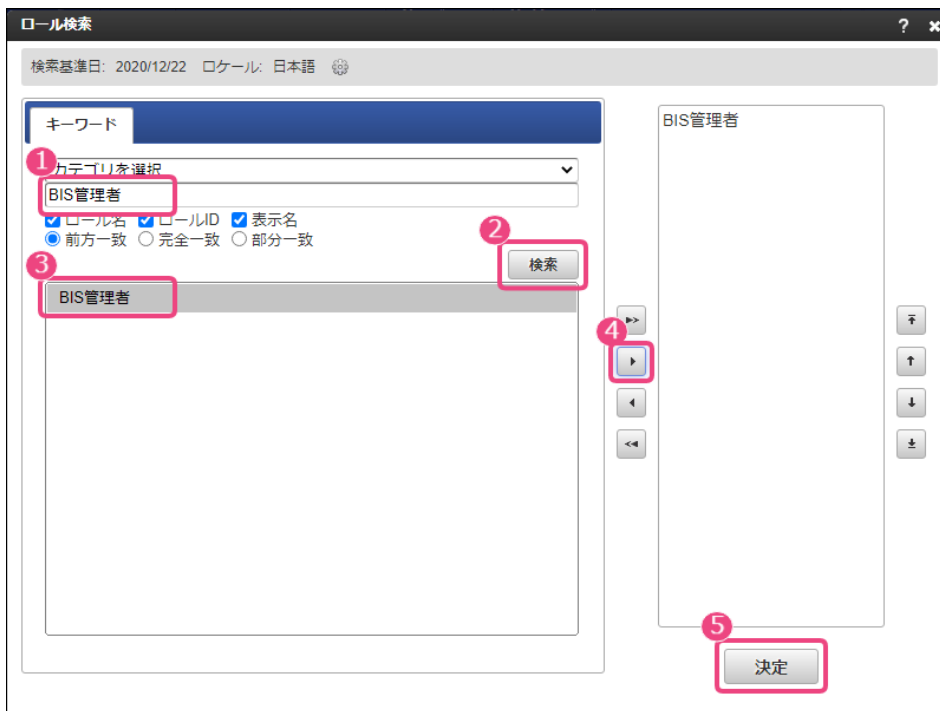 ロール検索
?
検索基準日: 2020/12/22 ロケール: 日本語
キーワード
BIS管理者
1
カテゴリを選択
BIS管理者
ロール名 ロールID 表示名
前方一致 完全一致 部分一致
2
検索
3
BIS管理者
4
5
決定